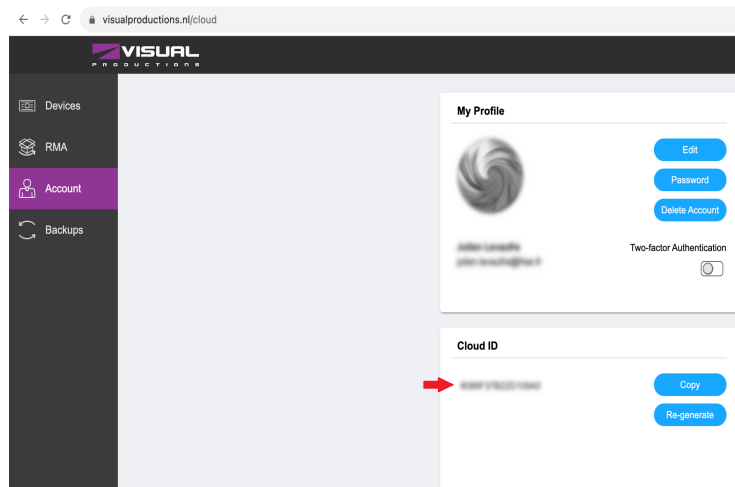 visualproductions.nl/cloud
VISUAL
PRODUCTIONS
Devices
RMA
Account
Backups
My Profile
Edit
Password
Delete Account
Two-factor Authentication
Cloud ID
Copy
Re-generate